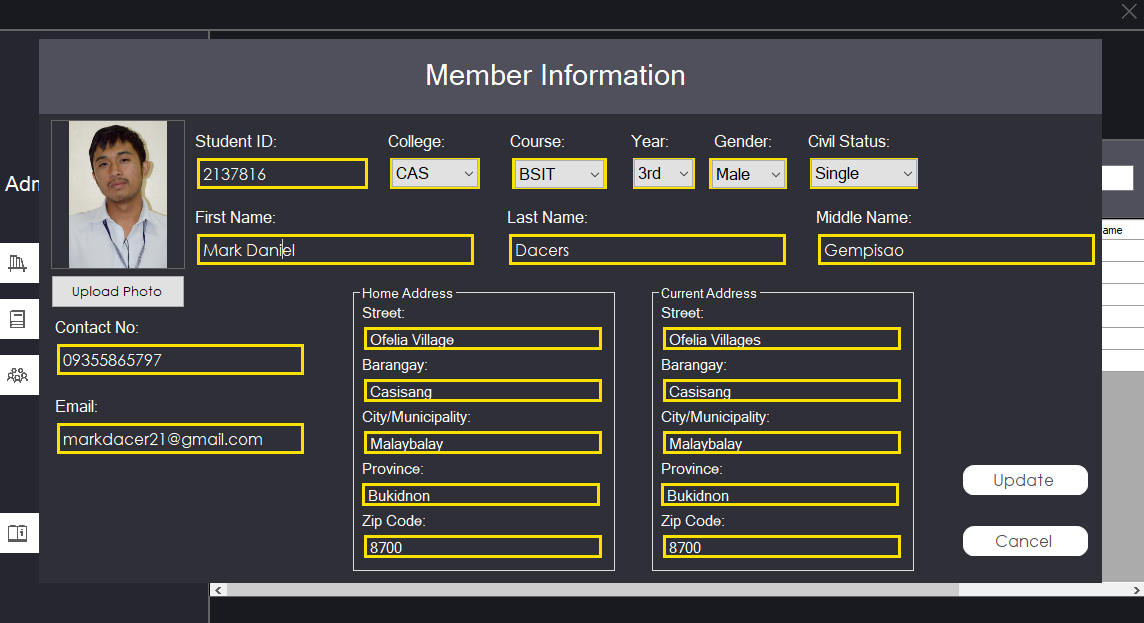 Member Information
Adm
Student ID:
College:
Course:
Year:
Gender:
Civil Status:
2137816
CAS
BSIT
3rd
Male
Single
First Name:
Last Name:
Middle Name:
Mark Daniel
Dacers
Gempisao
ame
Upload Photo
Contact No:
09355865797
Email:
markdacer21@gmail.com
Home Address
Street:
Ofelia Village
Barangay:
Casisang
City/Municipality:
Malaybalay
Province:
Bukidnon
Zip Code:
8700
Current Address
Street:
Ofelia Villages
Barangay:
Casisang
City/Municipality:
Malaybalay
Province:
Bukidnon
Zip Code:
8700
Update
Cancel